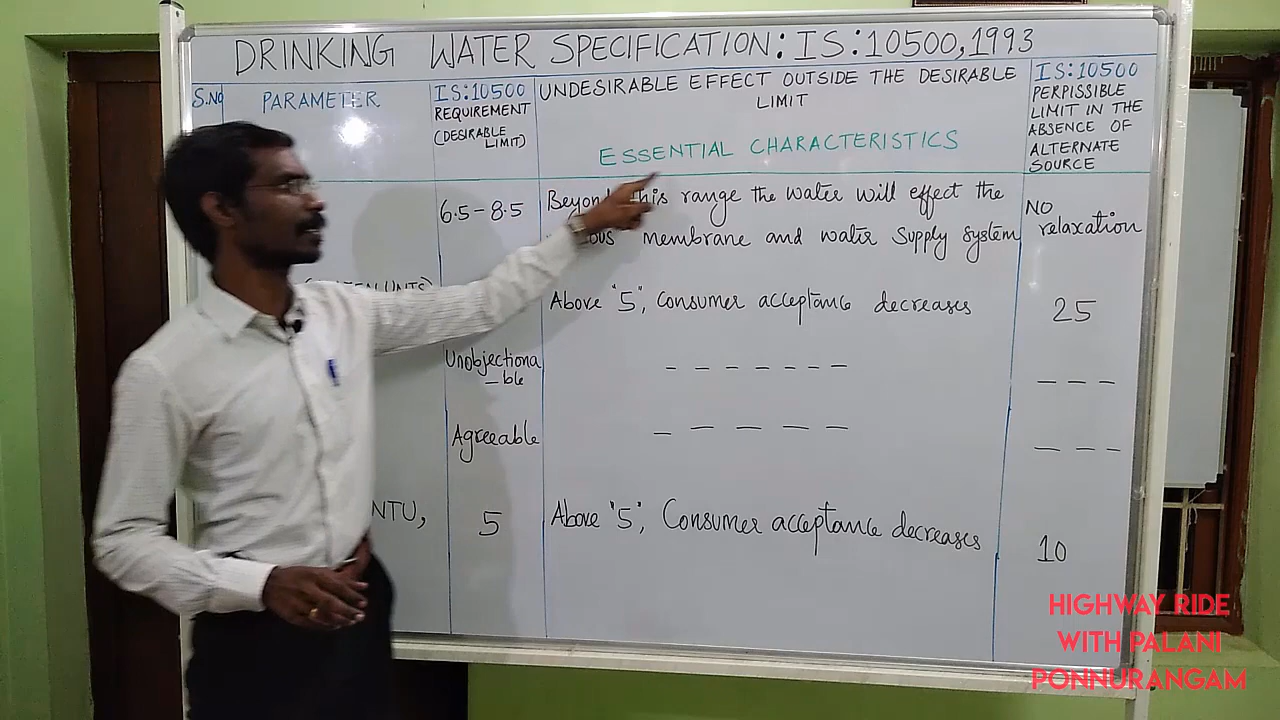 DRINKING WATER SPECIFICATION: IS:10500, 1993
S.NO
PARAMETER
IS:10500
REQUIREMENT
(DESIRABLE
LIMIT)
UNDESIRABLE EFFECT OUTSIDE THE DESIRABLE
LIMIT
ESSENTIAL CHARACTERISTICS
IS:10500
PERPISSIBLE
LIMIT IN THE
ABSENCE OF
ALTERNATE
SOURCE
6.5-8.5
Beyond this range the water will effect the
membrane and water supply system
NO
relaxation
UNITS)
Above "5", Consumer acceptance decreases
25
Unobjectiona
-ble
- - - - - - -
- - -
Agreeable
- - - - -
- - -
NTU,
5
Above "5", Consumer acceptance decreases
10
HIGHWAY RIDE
WITH PALANI
PONNURANGAM